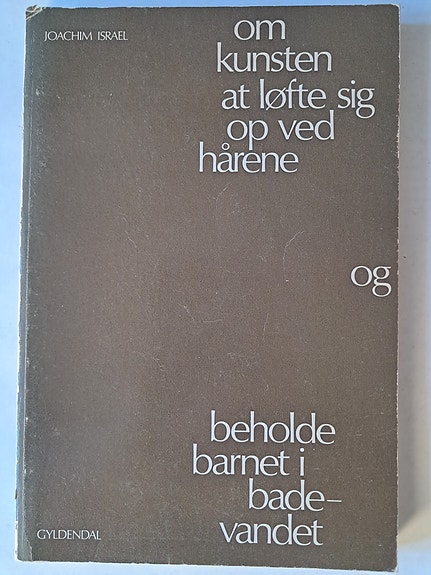 JOACHIM ISRAEL
om
kunsten
at løfte sig
op ved
hårene
og
beholde
barnet i
bade-
vandet
GYLDENDAL